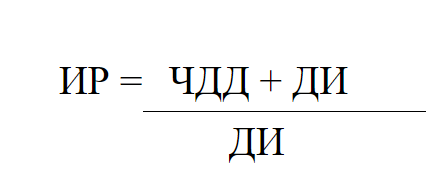 ИР = ЧДД + ДИ
ДИ